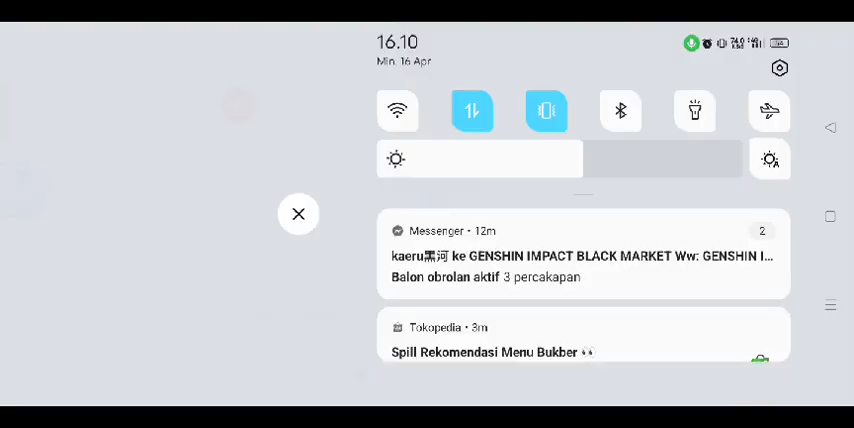 16.10
Min, 16 Apr
Messenger • 12m
2
kaeru黒河 ke GENSHIN IMPACT BLACK MARKET Ww: GENSHIN I...
Balon obrolan aktif 3 percakapan
Tokopedia • 3m
Spill Rekomendasi Menu Bukber 👀